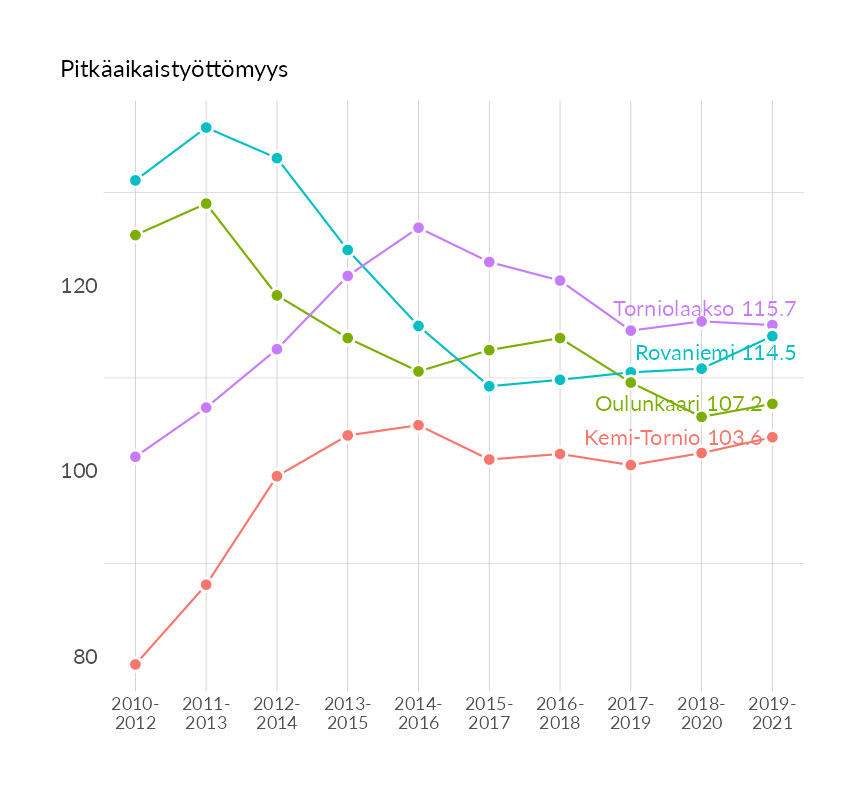 Pitkäaikaistyöttömyys
120
100
80
Torniolaakso 115.7
Rovaniemi 114.5
Oulunkaari 107.2
Kemi-Tornio 103.6
2010- 2011- 2012- 2013- 2014- 2015- 2016- 2017- 2018- 2019-
2012 2013 2014 2015 2016 2017 2018 2019 2020 2021